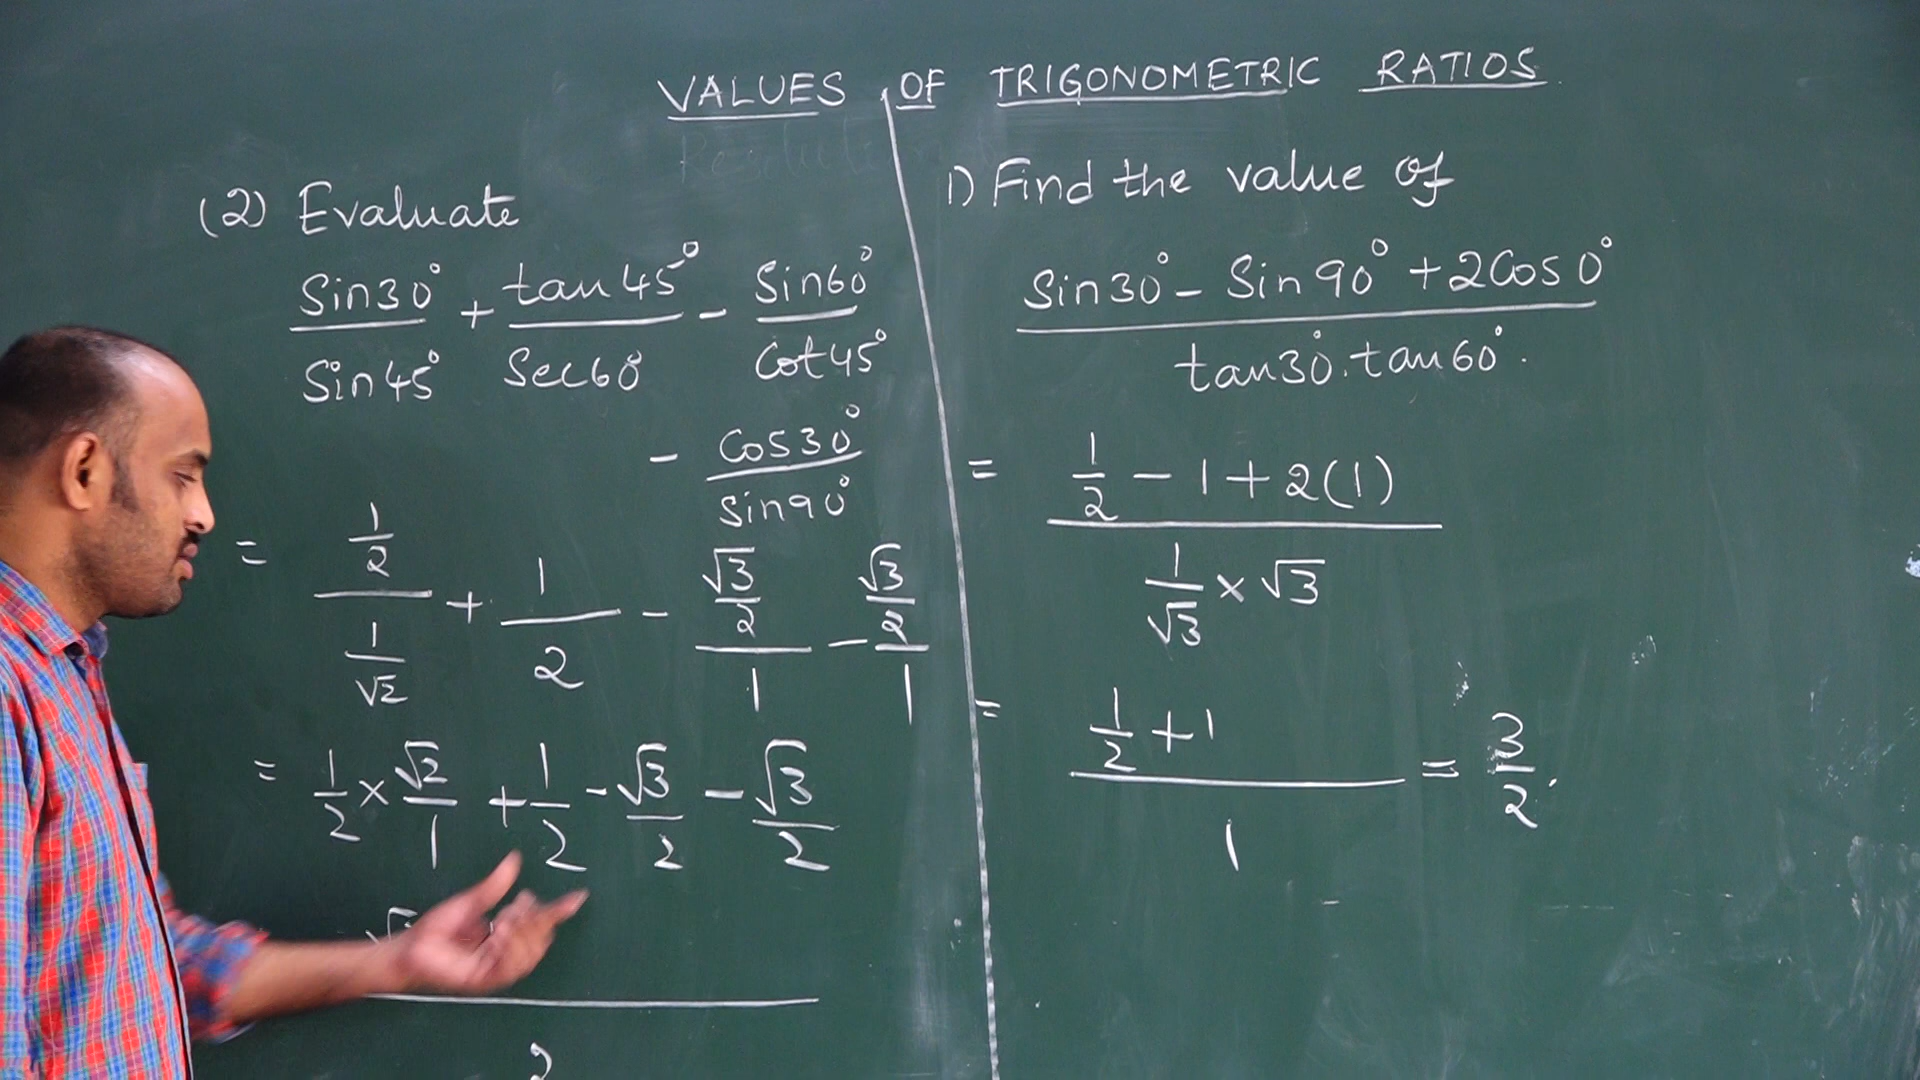 VALUES OF TRIGONOMETRIC RATIOS
(2) Evaluate
Sin30°/Sin45° + tan45°/Sec60° - Sin60°/Cot45°
- Cos30°/Sin90°
= (1/2)/(1/√2) + 1/2 - (√3/2)/1 - (√3/2)/1
= 1/2 × √2/1 + 1/2 - √3/2 - √3/2
2
1) Find the value of
(Sin30° - Sin90° + 2Cos0°)/(tan30°. tan60°.)
= (1/2 - 1 + 2(1))/(1/√3 × √3)
= (1/2 + 1)/1 = 3/2.